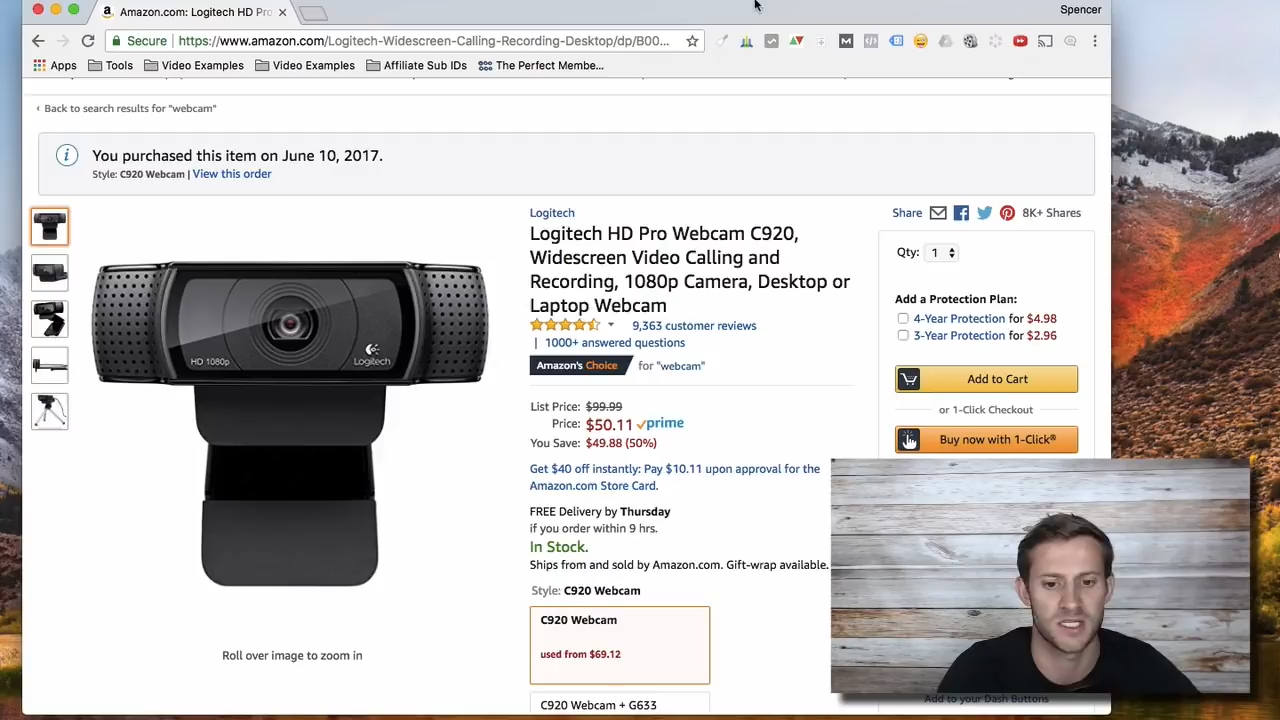 Amazon.com: Logitech HD Pro
Spencer
Secure | https://www.amazon.com/Logitech-Widescreen-Calling-Recording-Desktop/dp/B00...
Apps Tools Video Examples Video Examples Affiliate Sub IDs The Perfect Membe...
‹ Back to search results for "webcam"
You purchased this item on June 10, 2017.
Style: C920 Webcam | View this order
Logitech
Share 8K+ Shares
Logitech HD Pro Webcam C920,
Widescreen Video Calling and
Recording, 1080p Camera, Desktop or
Laptop Webcam
9,363 customer reviews
| 1000+ answered questions
Amazon's Choice for "webcam"
List Price: $99.99
Price: $50.11 prime
You Save: $49.88 (50%)
Get $40 off instantly: Pay $10.11 upon approval for the
Amazon.com Store Card.
FREE Delivery by Thursday
if you order within 9 hrs.
In Stock.
Ships from and sold by Amazon.com. Gift-wrap available.
Style: C920 Webcam
C920 Webcam
used from $69.12
C920 Webcam + G633
Qty: 1
Add a Protection Plan:
4-Year Protection for $4.98
3-Year Protection for $2.96
Add to Cart
or 1-Click Checkout
Buy now with 1-Click®
Add to your Dash Buttons
HD 1080p
Logitech
Roll over image to zoom in